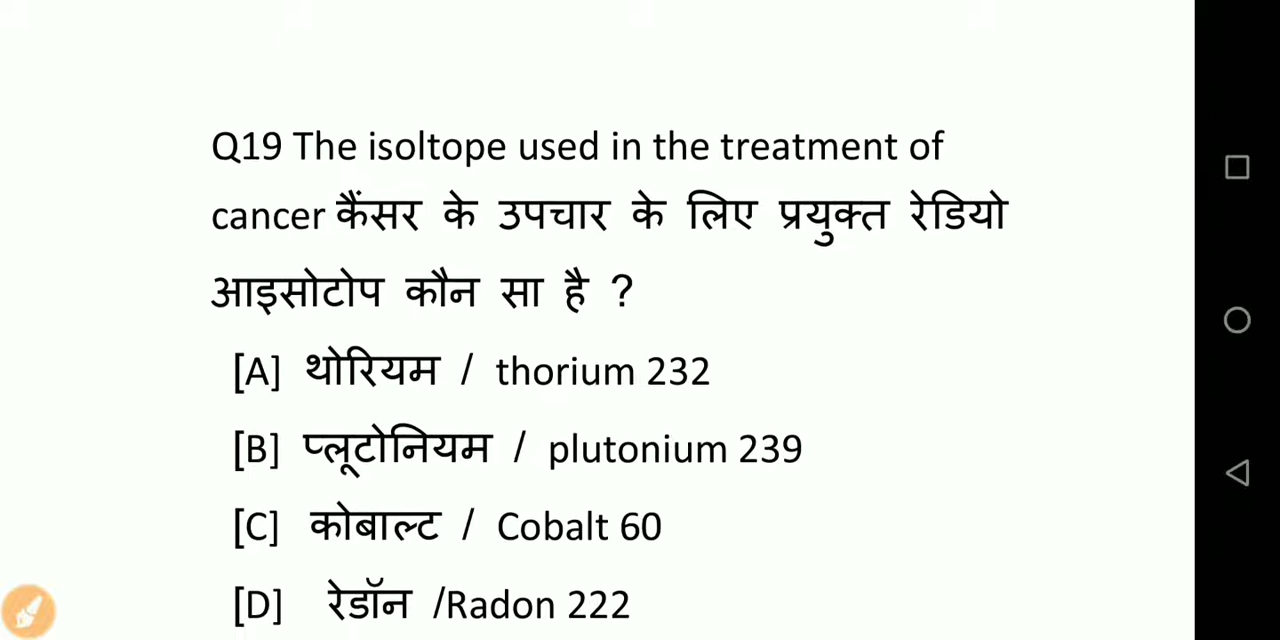 Q19 The isoltope used in the treatment of
cancer कैंसर के उपचार के लिए प्रयुक्त रेडियो
आइसोटोप कौन सा है ?
[A] थोरियम / thorium 232
[B] प्लूटोनियम / plutonium 239
[C] कोबाल्ट / Cobalt 60
[D] रेडॉन /Radon 222